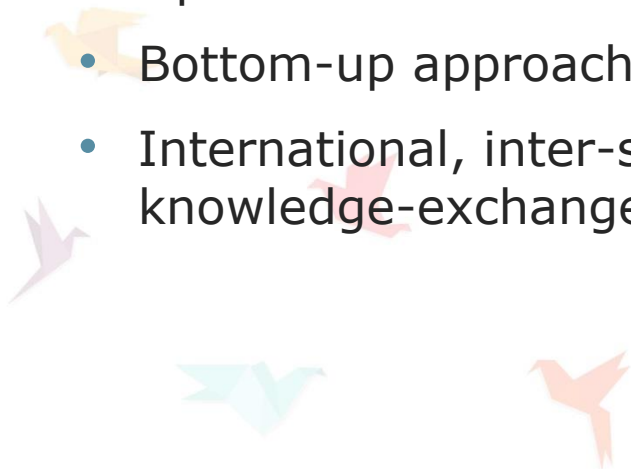 • Bottom-up approach
• International, inter-s
knowledge-exchange